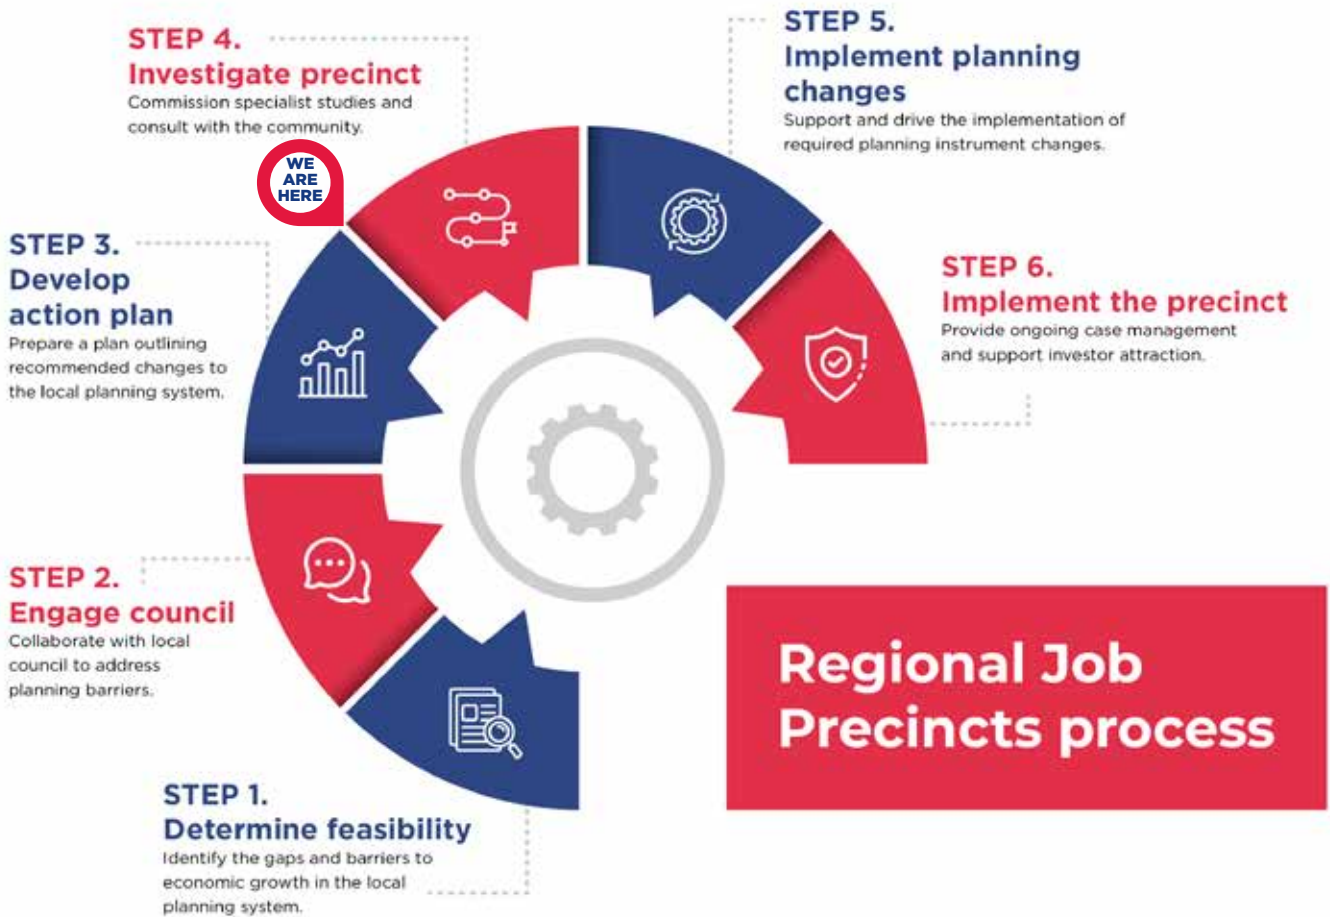 STEP 4.
Investigate precinct
Commission specialist studies and
consult with the community.
WE
ARE
HERE
STEP 5.
Implement planning
changes
Support and drive the implementation of
required planning instrument changes.
STEP 3.
Develop
action plan
Prepare a plan outlining
recommended changes to
the local planning system.
STEP 6.
Implement the precinct
Provide ongoing case management
and support investor attraction.
STEP 2.
Engage council
Collaborate with local
council to address
planning barriers.
Regional Job
Precincts process
STEP 1.
Determine feasibility
Identify the gaps and barriers to
economic growth in the local
planning system.